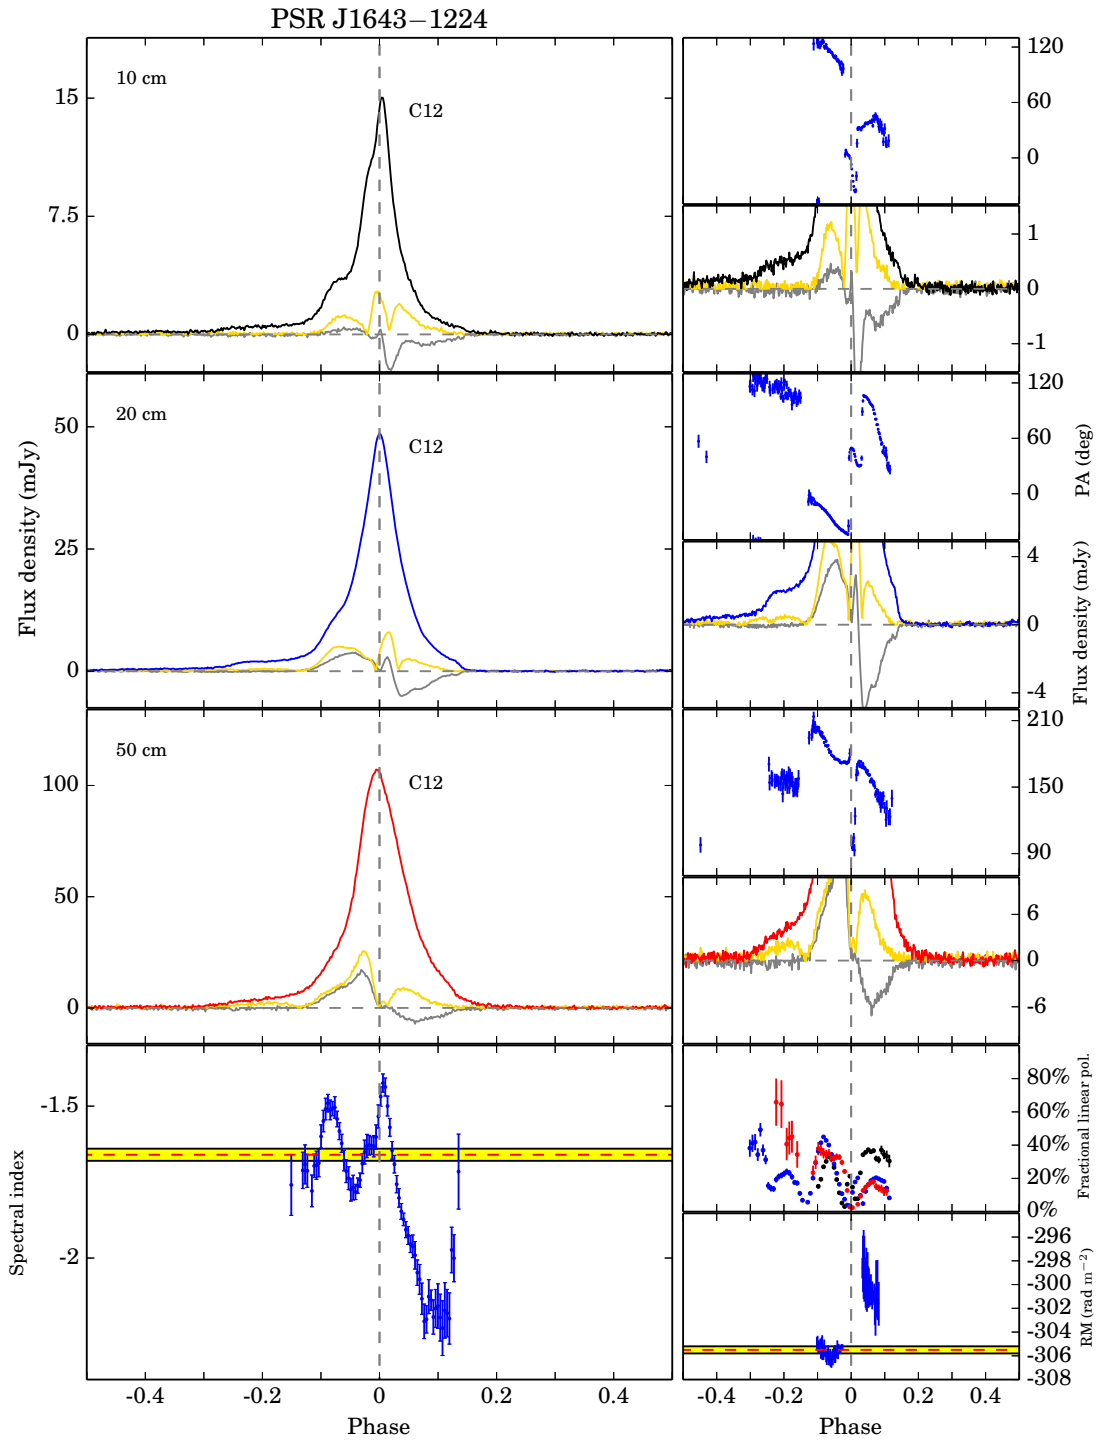 PSR J1643−1224
10 cm
C12
15
7.5
0
120
60
0
1
0
-1
20 cm
C12
50
25
0
Flux density (mJy)
120
60
0
PA (deg)
4
0
-4
Flux density (mJy)
50 cm
C12
100
50
0
210
150
90
6
0
-6
-1.5
-2
Spectral index
80%
60%
40%
20%
0%
Fractional linear pol.
-296
-298
-300
-302
-304
-306
-308
RM (rad m−2)
-0.4 -0.2 0 0.2 0.4
Phase
-0.4 -0.2 0 0.2 0.4
Phase